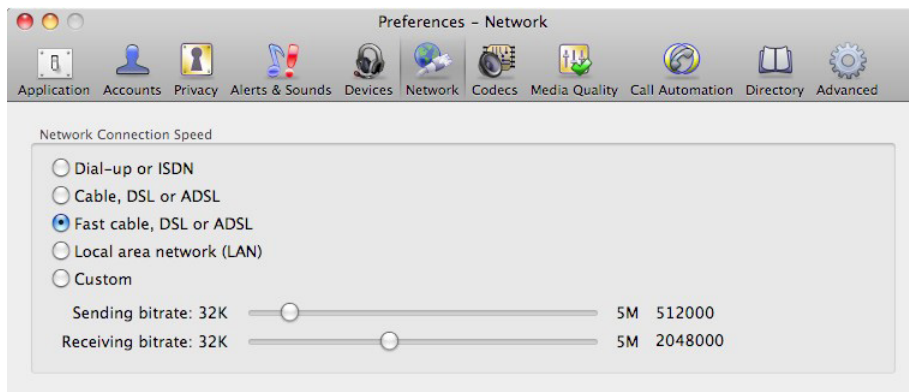 Preferences – Network
Application Accounts Privacy Alerts & Sounds Devices Network Codecs Media Quality Call Automation Directory Advanced
Network Connection Speed
Dial-up or ISDN
Cable, DSL or ADSL
Fast cable, DSL or ADSL
Local area network (LAN)
Custom
Sending bitrate: 32K 5M 512000
Receiving bitrate: 32K 5M 2048000